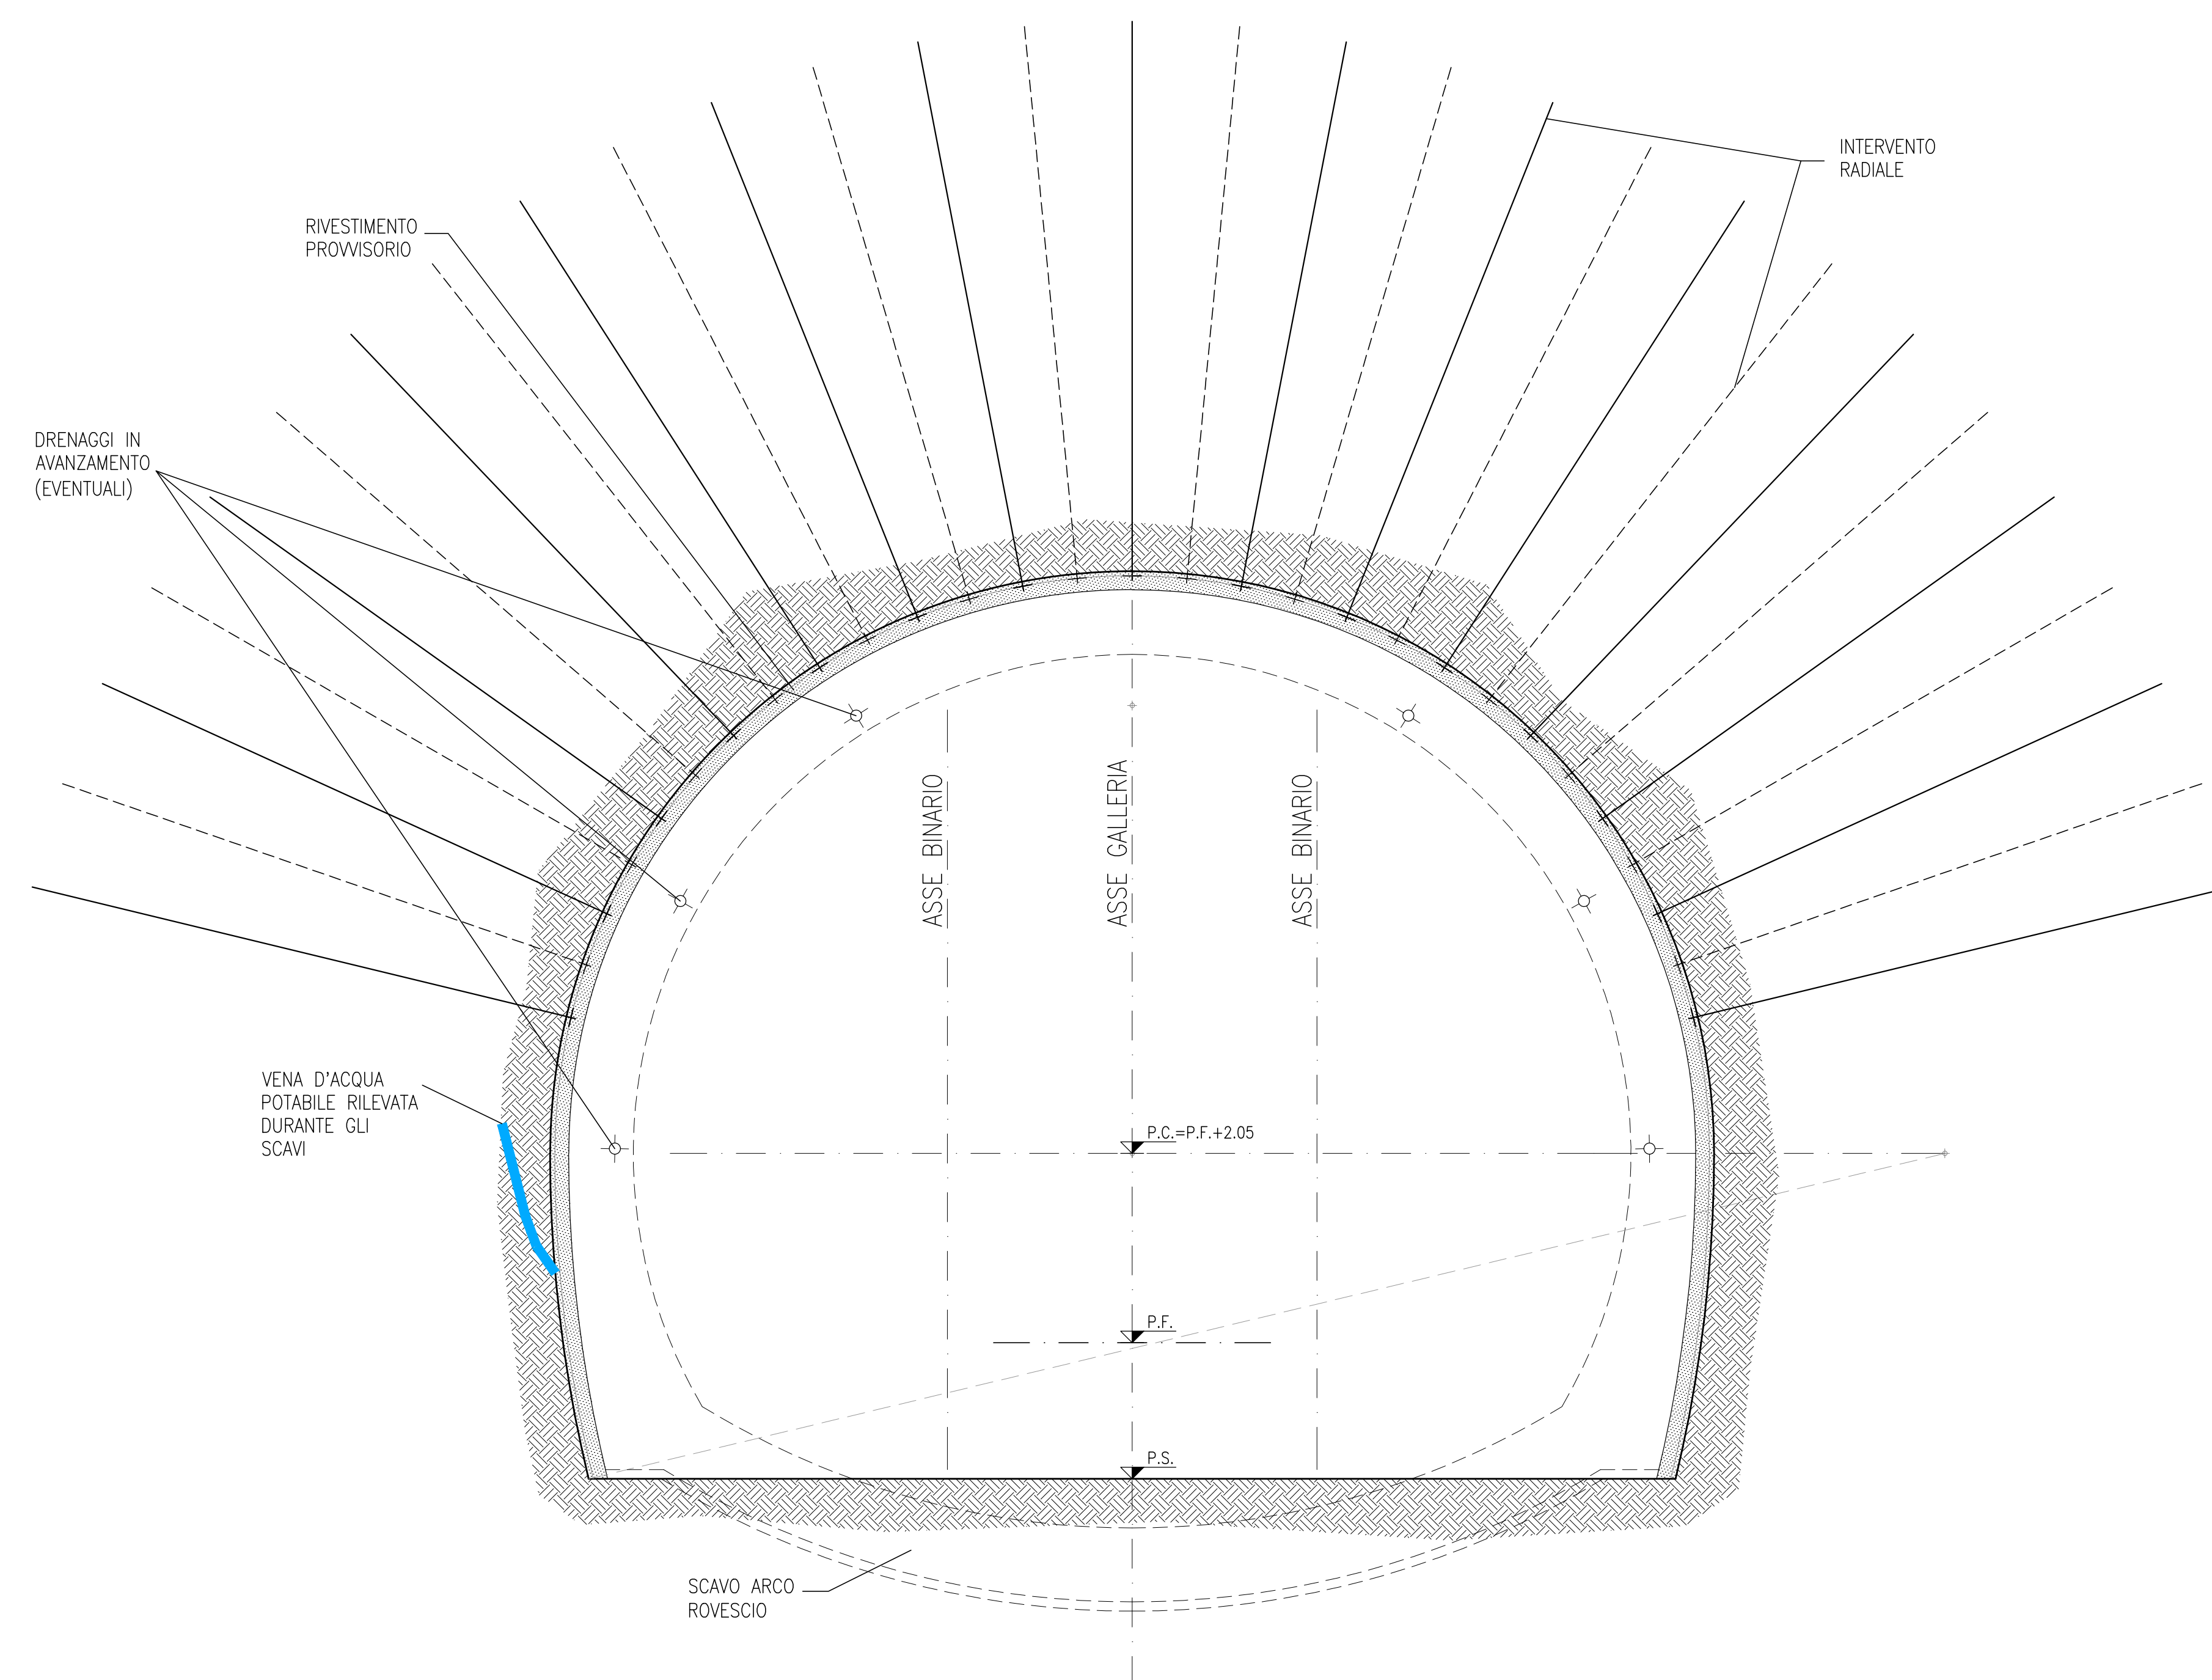 INTERVENTO
RADIALE
RIVESTIMENTO
PROVVISORIO
DRENAGGI IN
AVANZAMENTO
(EVENTUALI)
ASSE BINARIO
ASSE GALLERIA
ASSE BINARIO
VENA D'ACQUA
POTABILE RILEVATA
DURANTE GLI
SCAVI
P.C.=P.F.+2.05
P.F.
P.S.
SCAVO ARCO
ROVESCIO